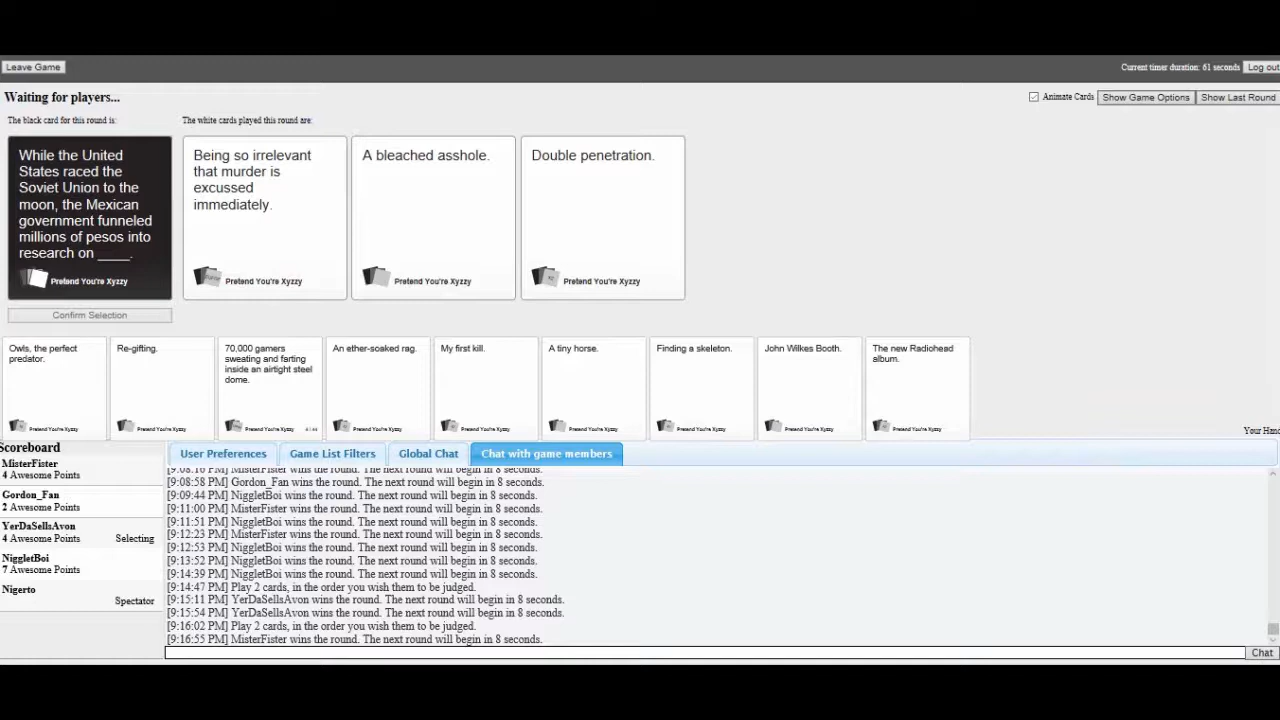 Leave Game
Current timer duration: 61 seconds
Log out
Waiting for players...
Animate Cards
Show Game Options
Show Last Round
The black card for this round is:
The white cards played this round are:
While the United
States raced the
Soviet Union to the
moon, the Mexican
government funneled
millions of pesos into
research on ____.
Pretend You're Xyzzy
Being so irrelevant
that murder is
excussed
immediately.
Pretend You're Xyzzy
A bleached asshole.
Pretend You're Xyzzy
Double penetration.
Pretend You're Xyzzy
Confirm Selection
Owls, the perfect
predator.
Pretend You're Xyzzy
Re-gifting.
Pretend You're Xyzzy
70,000 gamers
sweating and farting
inside an airtight steel
dome.
Pretend You're Xyzzy
An ether-soaked rag.
Pretend You're Xyzzy
My first kill.
Pretend You're Xyzzy
A tiny horse.
Pretend You're Xyzzy
Finding a skeleton.
Pretend You're Xyzzy
John Wilkes Booth.
Pretend You're Xyzzy
The new Radiohead
album.
Pretend You're Xyzzy
Your Hand
Scoreboard
MisterFister
4 Awesome Points
Gordon_Fan
2 Awesome Points
YerDaSellsAvon
4 Awesome Points Selecting
NiggletBoi
7 Awesome Points
Nigerto
Spectator
User Preferences
Game List Filters
Global Chat
Chat with game members
[9:08:16 PM] MisterFister wins the round. The next round will begin in 8 seconds.
[9:08:58 PM] Gordon_Fan wins the round. The next round will begin in 8 seconds.
[9:09:44 PM] NiggletBoi wins the round. The next round will begin in 8 seconds.
[9:11:00 PM] MisterFister wins the round. The next round will begin in 8 seconds.
[9:11:51 PM] NiggletBoi wins the round. The next round will begin in 8 seconds.
[9:12:23 PM] MisterFister wins the round. The next round will begin in 8 seconds.
[9:12:53 PM] NiggletBoi wins the round. The next round will begin in 8 seconds.
[9:13:52 PM] NiggletBoi wins the round. The next round will begin in 8 seconds.
[9:14:39 PM] NiggletBoi wins the round. The next round will begin in 8 seconds.
[9:14:47 PM] Play 2 cards, in the order you wish them to be judged.
[9:15:11 PM] YerDaSellsAvon wins the round. The next round will begin in 8 seconds.
[9:15:54 PM] YerDaSellsAvon wins the round. The next round will begin in 8 seconds.
[9:16:02 PM] Play 2 cards, in the order you wish them to be judged.
[9:16:55 PM] MisterFister wins the round. The next round will begin in 8 seconds.
Chat